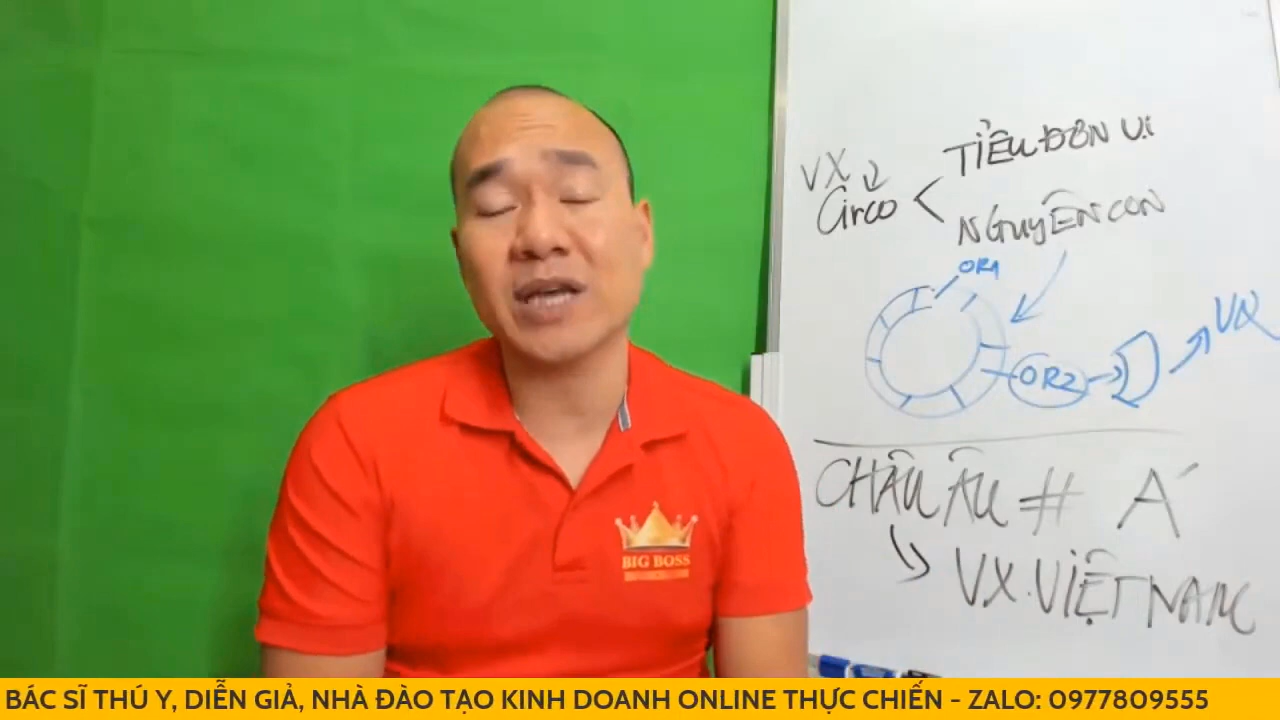 TIỂU ĐƠN VỊ
VX
Circo <
NGUYÊN CON
OR1
OR2
VX
CHÂU ÂU # Á
VX.VIỆT NAM
BIG BOSS
BÁC SĨ THÚ Y, DIỄN GIẢ, NHÀ ĐÀO TẠO KINH DOANH ONLINE THỰC CHIẾN - ZALO: 0977809555